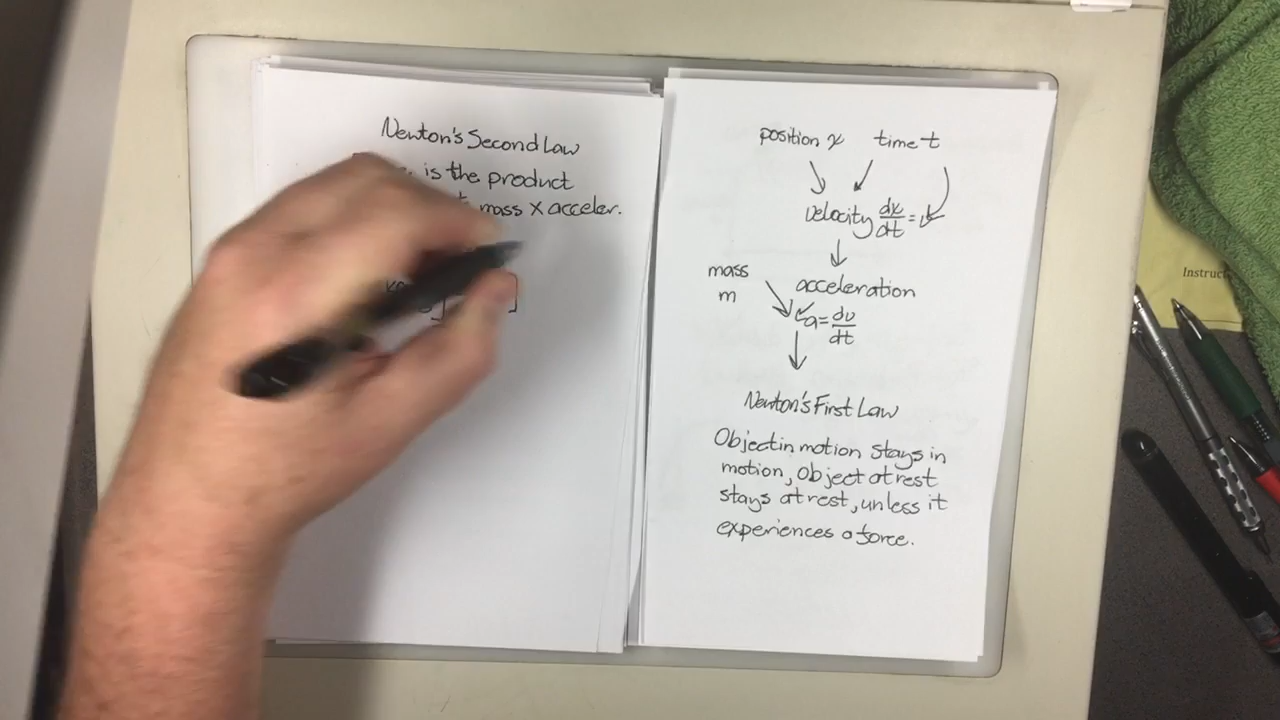 Newton's Second Law
is the product
mass x acceler.
position x time t
velocity dx/dt = v
mass
m
acceleration
a = dv/dt
Newton's First Law
Object in motion stays in
motion, Object at rest
stays at rest, unless it
experiences a force.
Instruc